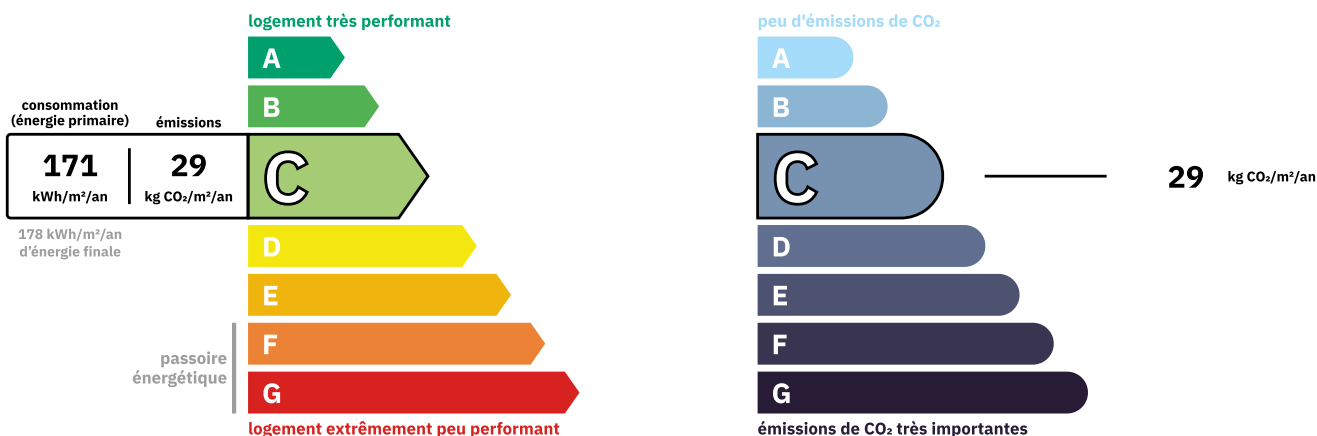 logement très performant
A
B
consommation
(énergie primaire)
émissions
171
kWh/m²/an
29
kg CO₂/m²/an
C
178 kWh/m²/an
d'énergie finale
D
E
passoire
énergétique
F
G
logement extrêmement peu performant
peu d'émissions de CO₂
A
B
C
29 kg CO₂/m²/an
D
E
F
G
émissions de CO₂ très importantes